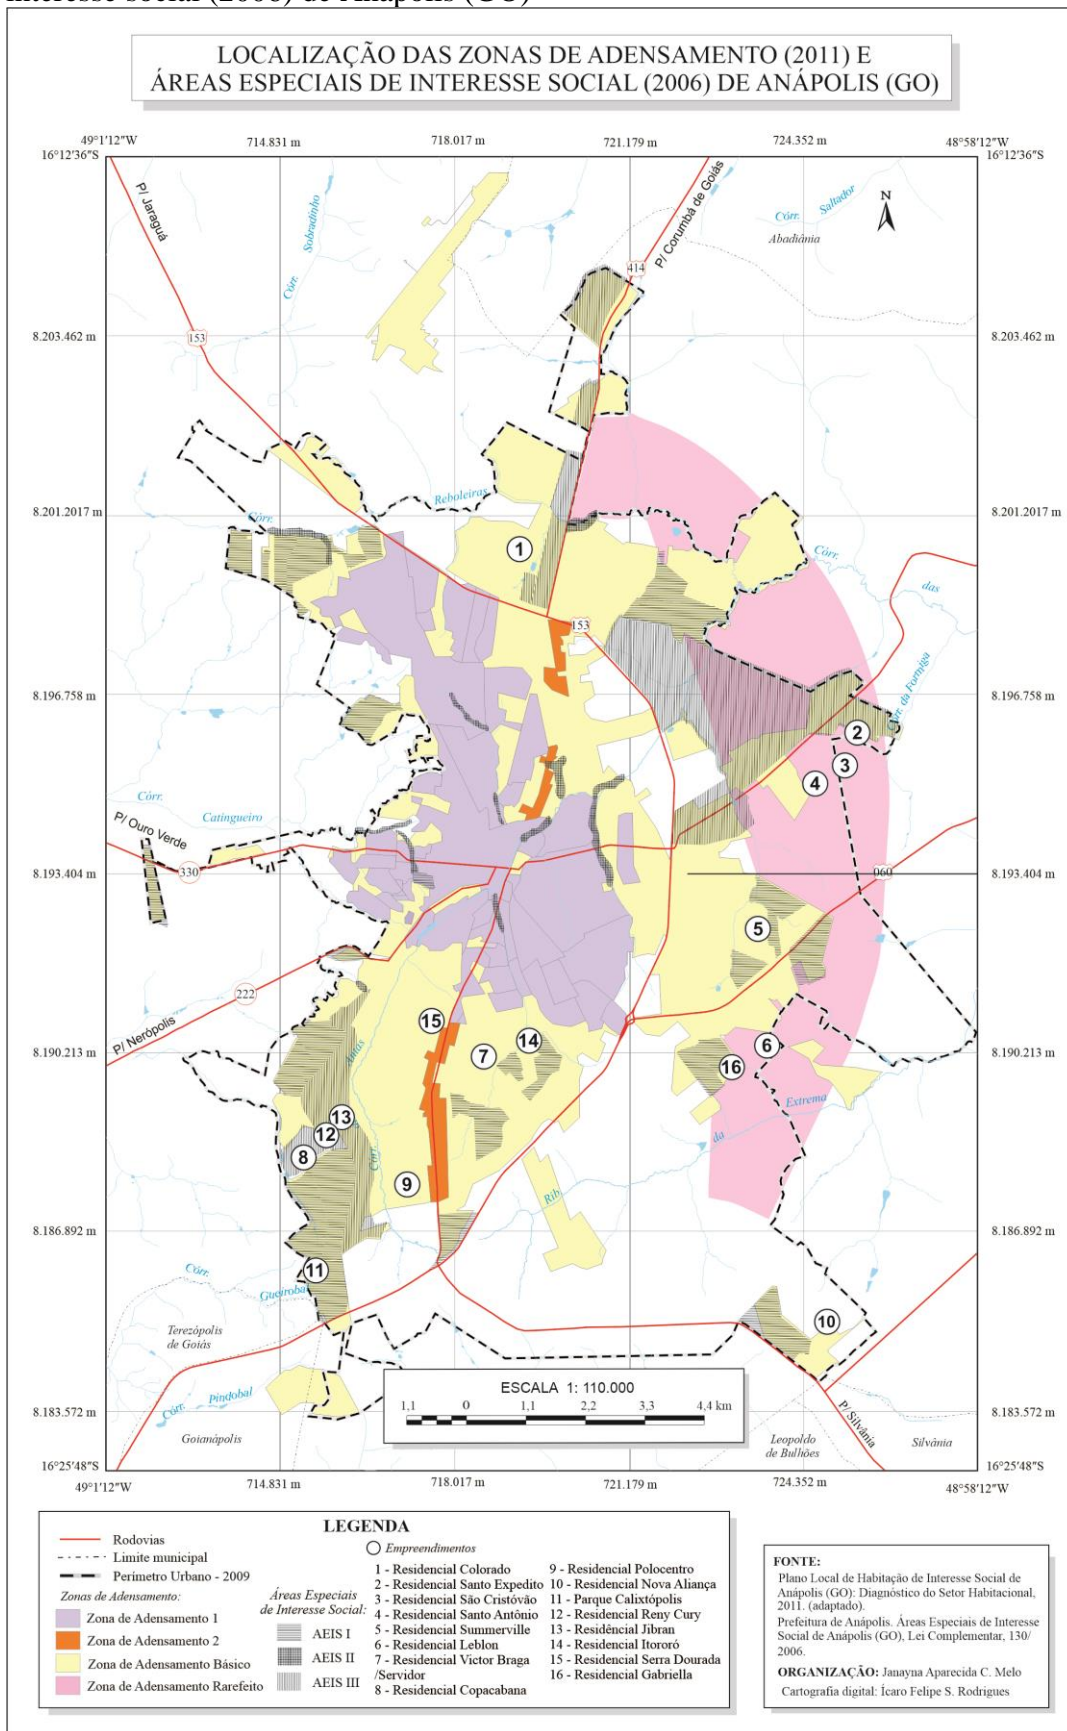 interesse social (2006) de Anápolis (GO)
LOCALIZAÇÃO DAS ZONAS DE ADENSAMENTO (2011) E
ÁREAS ESPECIAIS DE INTERESSE SOCIAL (2006) DE ANÁPOLIS (GO)
49°1'12"W
714.831 m
718.017 m
721.179 m
724.352 m
48°58'12"W
16°12'36"S
16°12'36"S
P/ Jaraguá
Córr. Sobradinho
P/ Corumbá de Goiás
Córr. Saltador
Abadiânia
N
414
8.203.462 m
153
8.203.462 m
Reboleiras
8.201.2017 m
Córr.
1
8.201.2017 m
Córr.
das
153
8.196.758 m
Córr. da Formiga
8.196.758 m
2
3
4
Córr.
Catingueiro
P/ Ouro Verde
8.193.404 m
330
060
8.193.404 m
5
222
P/ Nerópolis
15
14
7
6
16
8.190.213 m
Antas
8.190.213 m
Extrema
da
13
12
8
Córr.
9
Rib.
8.186.892 m
8.186.892 m
11
Córr.
Gueirobal
Terezópolis
de Goiás
10
ESCALA 1: 110.000
1,1 0 1,1 2,2 3,3 4,4 km
Córr. Pindobal
8.183.572 m
8.183.572 m
P/ Silvânia
Goianápolis
Leopoldo
de Bulhões
Silvânia
16°25'48"S
16°25'48"S
49°1'12"W
714.831 m
718.017 m
721.179 m
724.352 m
48°58'12"W
LEGENDA
Rodovias
Limite municipal
Perímetro Urbano - 2009
Zonas de Adensamento:
Zona de Adensamento 1
Zona de Adensamento 2
Zona de Adensamento Básico
Zona de Adensamento Rarefeito
Áreas Especiais
de Interesse Social:
AEIS I
AEIS II
AEIS III
Empreendimentos
1 - Residencial Colorado
2 - Residencial Santo Expedito
3 - Residencial São Cristóvão
4 - Residencial Santo Antônio
5 - Residencial Summerville
6 - Residencial Leblon
7 - Residencial Victor Braga
/Servidor
8 - Residencial Copacabana
9 - Residencial Polocentro
10 - Residencial Nova Aliança
11 - Parque Calixtópolis
12 - Residencial Reny Cury
13 - Residência Jibran
14 - Residencial Itororó
15 - Residencial Serra Dourada
16 - Residencial Gabriella
FONTE:
Plano Local de Habitação de Interesse Social de
Anápolis (GO): Diagnóstico do Setor Habitacional,
2011. (adaptado).
Prefeitura de Anápolis. Áreas Especiais de Interesse
Social de Anápolis (GO), Lei Complementar, 130/
2006.
ORGANIZAÇÃO: Janayna Aparecida C. Melo
Cartografia digital: Ícaro Felipe S. Rodrigues